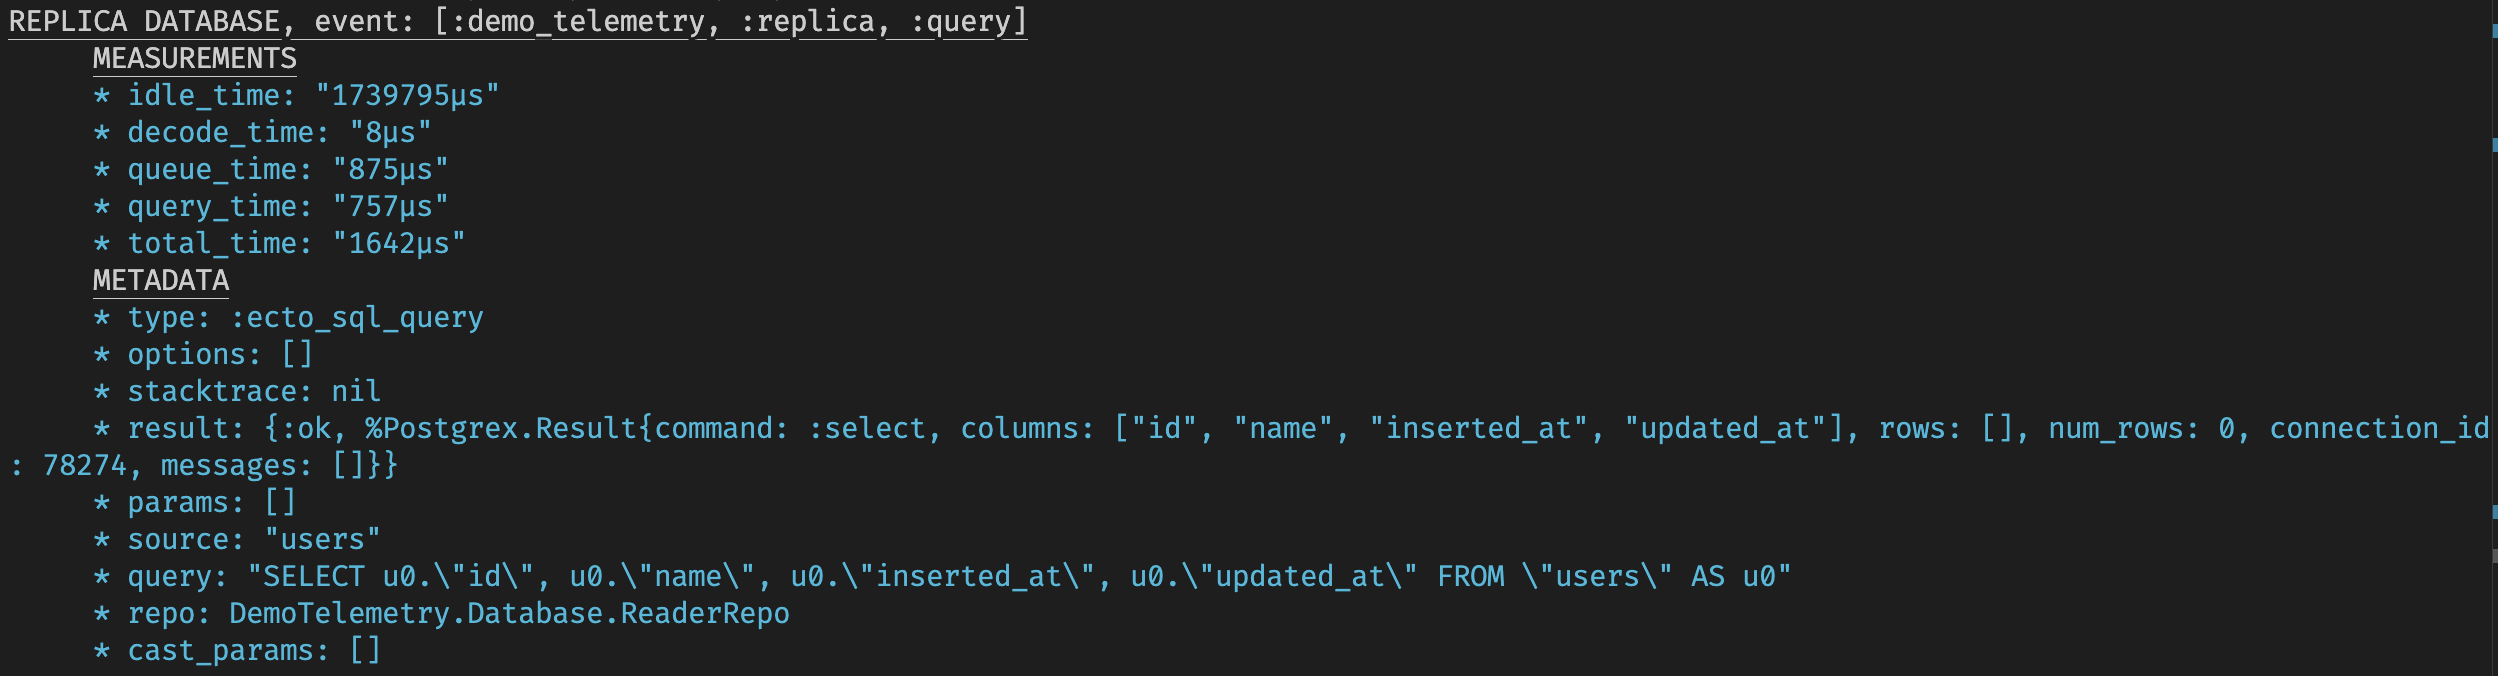 REPLICA DATABASE, event: [:demo_telemetry, :replica, :query]
MEASUREMENTS
* idle_time: "1739795µs"
* decode_time: "8µs"
* queue_time: "875µs"
* query_time: "757µs"
* total_time: "1642µs"
METADATA
* type: :ecto_sql_query
* options: []
* stacktrace: nil
* result: {:ok, %Postgrex.Result{command: :select, columns: ["id", "name", "inserted_at", "updated_at"], rows: [], num_rows: 0, connection_id
: 78274, messages: []}}
* params: []
* source: "users"
* query: "SELECT u0.\"id\", u0.\"name\", u0.\"inserted_at\", u0.\"updated_at\" FROM \"users\" AS u0"
* repo: DemoTelemetry.Database.ReaderRepo
* cast_params: []